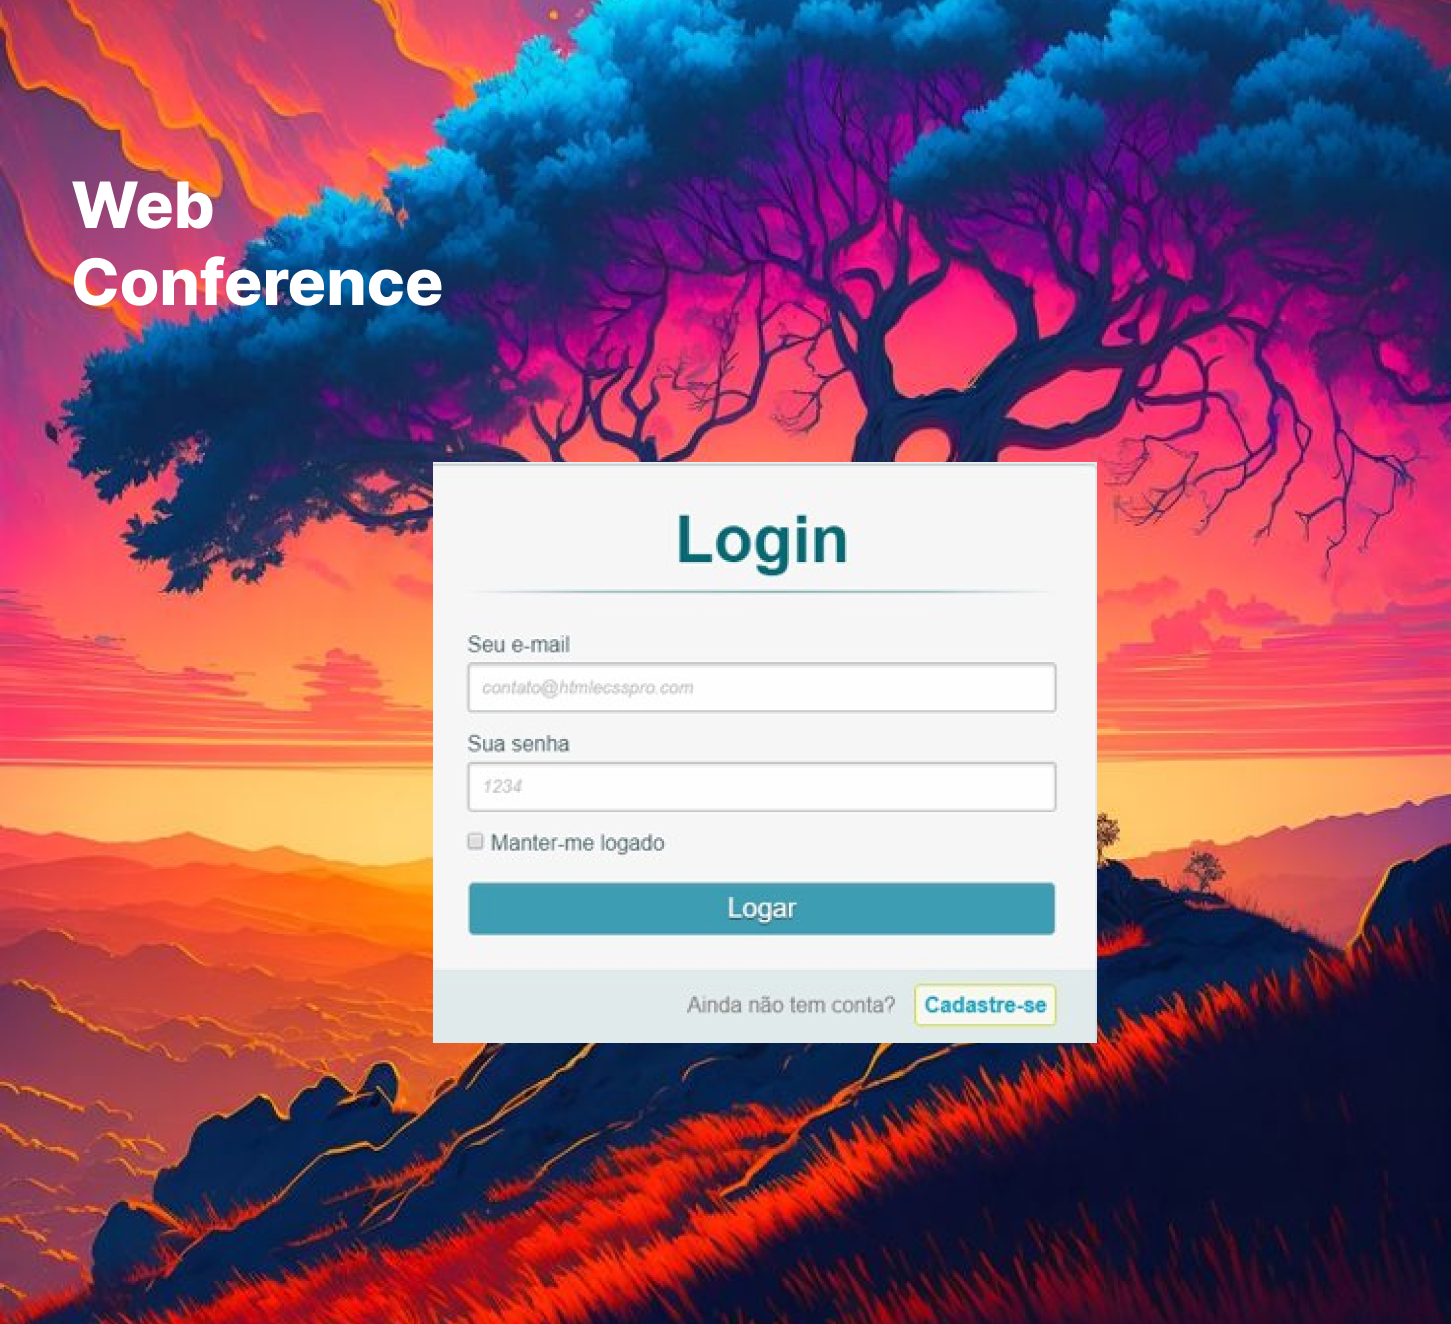 Web
Conference
Login
Seu e-mail
contato@htmlecsspro.com
Sua senha
1234
Manter-me logado
Logar
Ainda não tem conta? Cadastre-se